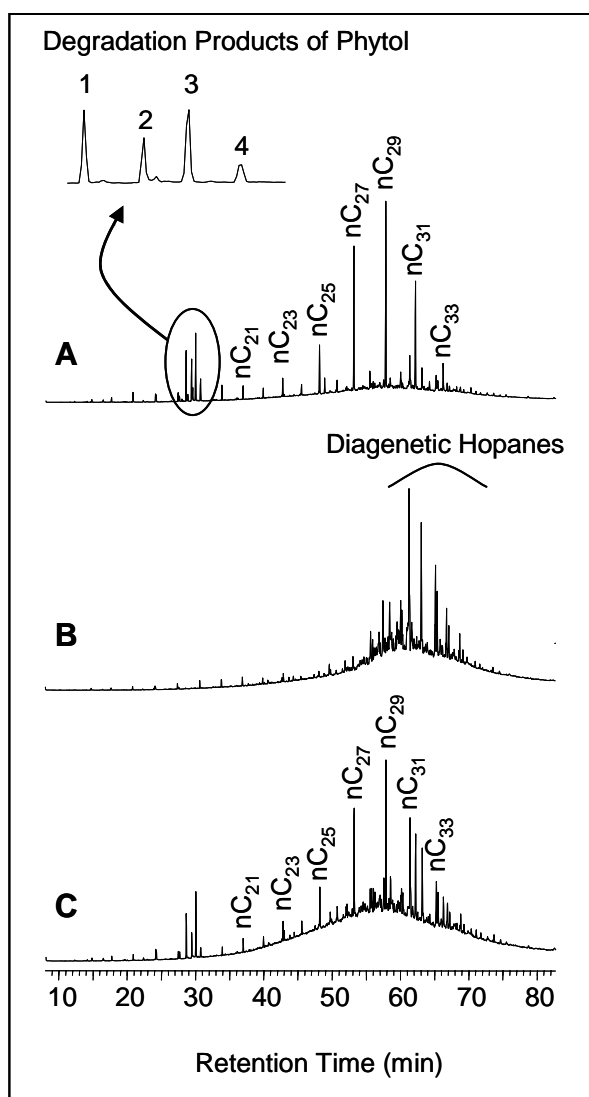 Degradation Products of Phytol
1
2
3
4
nC29
nC27
nC31
nC33
nC25
nC23
nC21
A
Diagenetic Hopanes
B
nC29
nC27
nC31
nC33
nC25
nC23
nC21
C
10 20 30 40 50 60 70 80
Retention Time (min)